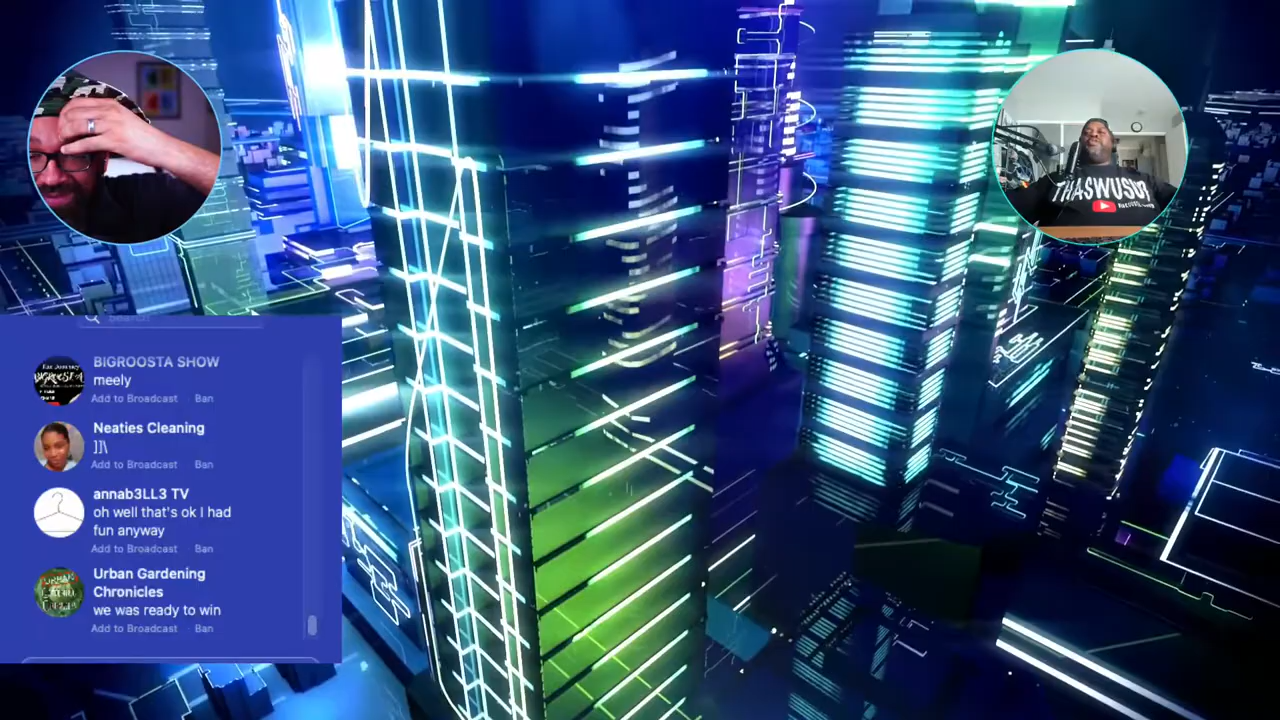 BIGROOSTA SHOW
meely
Add to Broadcast · Ban
Neaties Cleaning
]]\
Add to Broadcast · Ban
annab3LL3 TV
oh well that's ok I had
fun anyway
Add to Broadcast · Ban
Urban Gardening
Chronicles
we was ready to win
Add to Broadcast · Ban